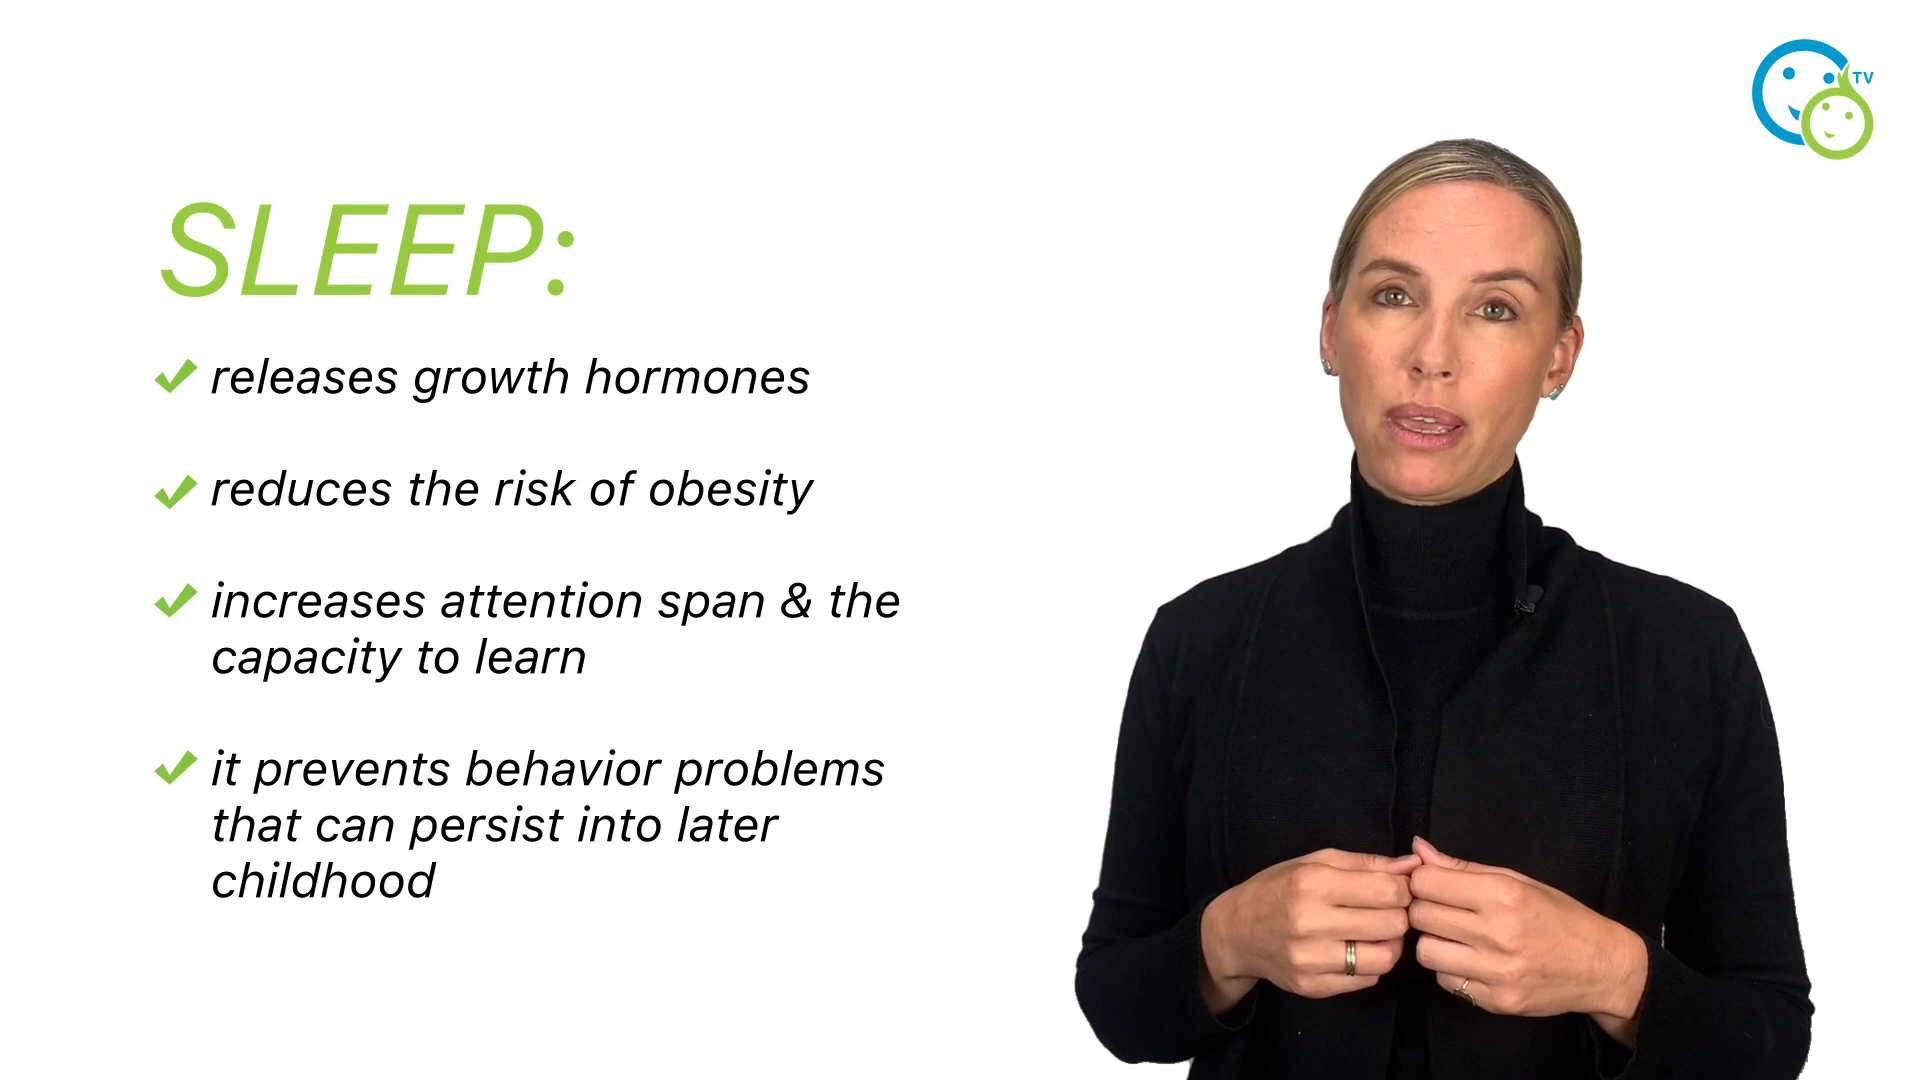 TV
SLEEP:
releases growth hormones
reduces the risk of obesity
increases attention span & the
capacity to learn
it prevents behavior problems
that can persist into later
childhood